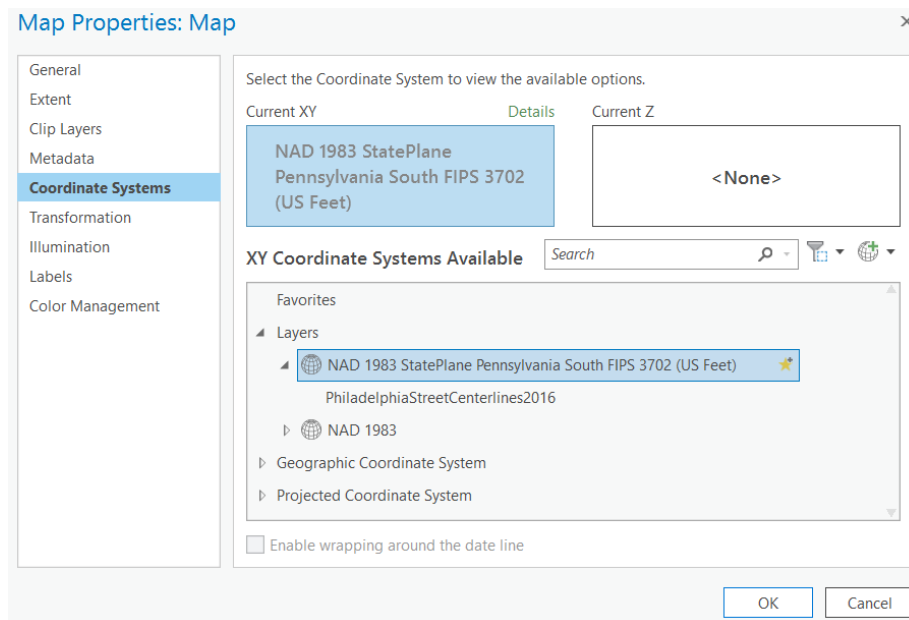 Map Properties: Map
General
Extent
Clip Layers
Metadata
Coordinate Systems
Transformation
Illumination
Labels
Color Management
Select the Coordinate System to view the available options.
Current XY
Details
Current Z
NAD 1983 StatePlane
Pennsylvania South FIPS 3702
(US Feet)
<None>
XY Coordinate Systems Available
Search
Favorites
Layers
NAD 1983 StatePlane Pennsylvania South FIPS 3702 (US Feet)
PhiladelphiaStreetCenterlines2016
NAD 1983
Geographic Coordinate System
Projected Coordinate System
Enable wrapping around the date line
OK
Cancel